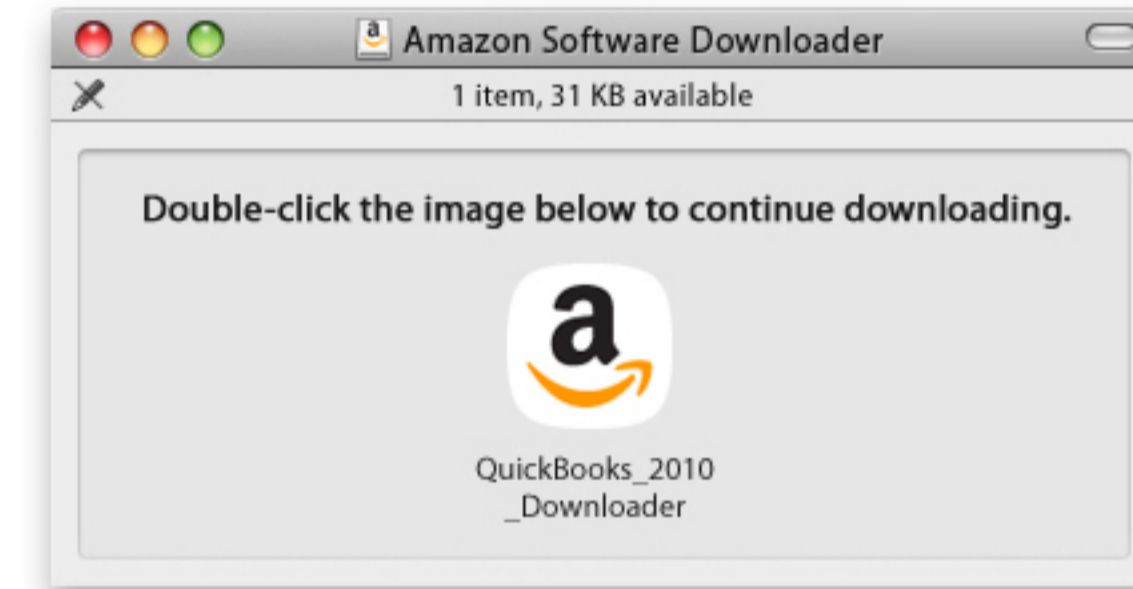 Amazon Software Downloader
1 item, 31 KB available
Double-click the image below to continue downloading.
a
QuickBooks_2010
_Downloader